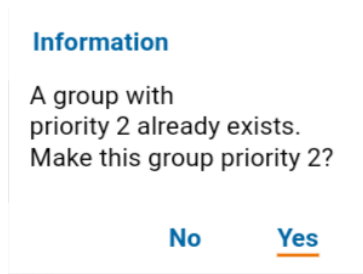 Information
A group with
priority 2 already exists.
Make this group priority 2?
No Yes